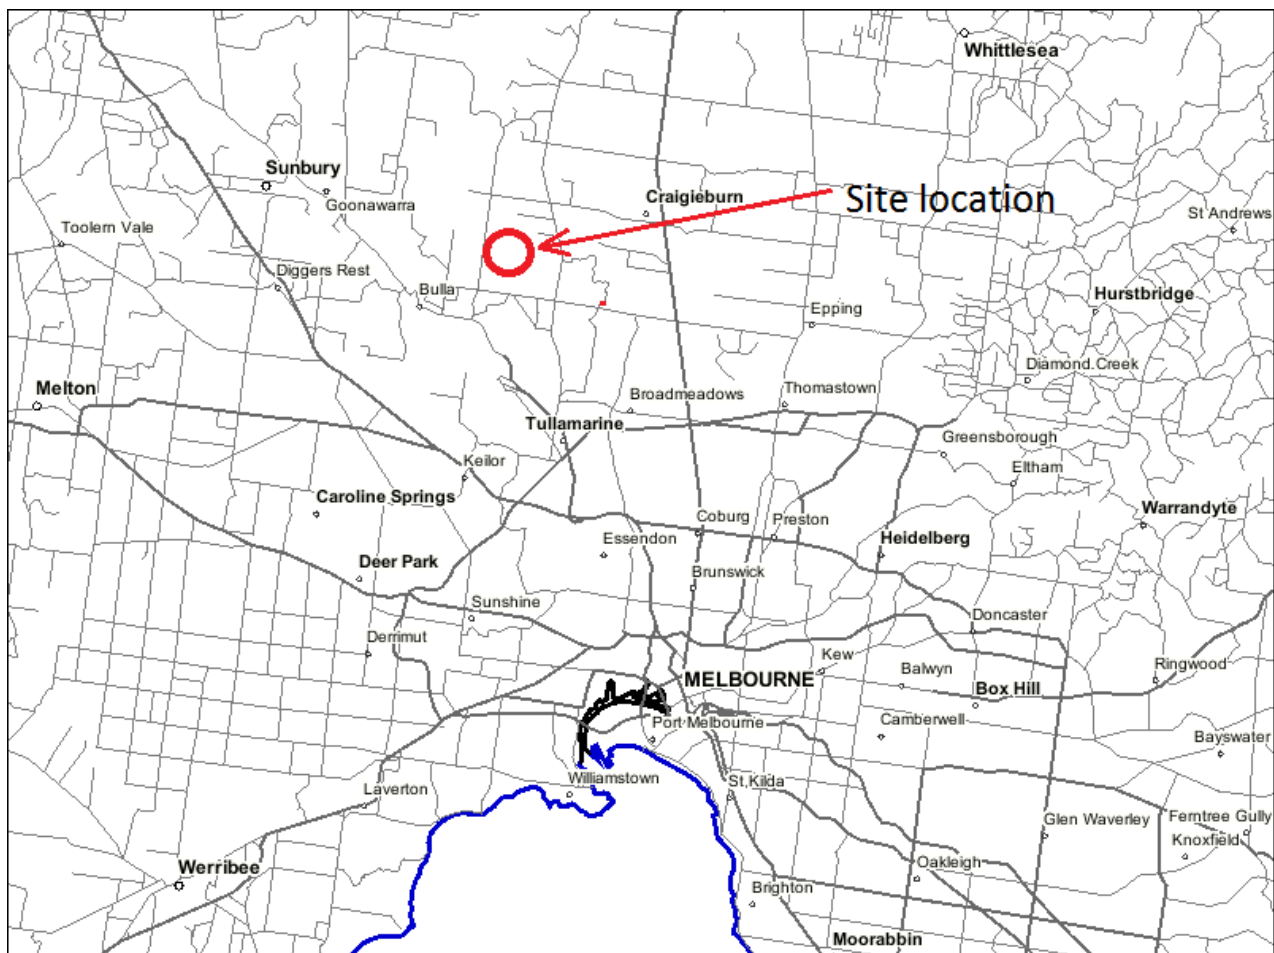 Whittlesea
Sunbury
Craigieburn
Site location
Goonawarra
St Andrews
Toolern Vale
Diggers Rest
Bulla
Hurstbridge
Epping
Diamond.Creek
Melton
Broadmeadows
Thomastown
Tullamarine
Greensborough
Keilor
Eltham
Caroline Springs
Warrandyte
Coburg
Preston
Essendon
Heidelberg
Deer Park
Brunswick
Sunshine
Doncaster
Derrimut
Kew
Ringwood
Balwyn
MELBOURNE
Box Hill
Port Melbourne
Camberwell
Bayswater
Williamstown
St.Kilda
Laverton
Glen Waverley
Ferntree Gully
Knoxfield
Werribee
Oakleigh
Brighton
Moorabbin